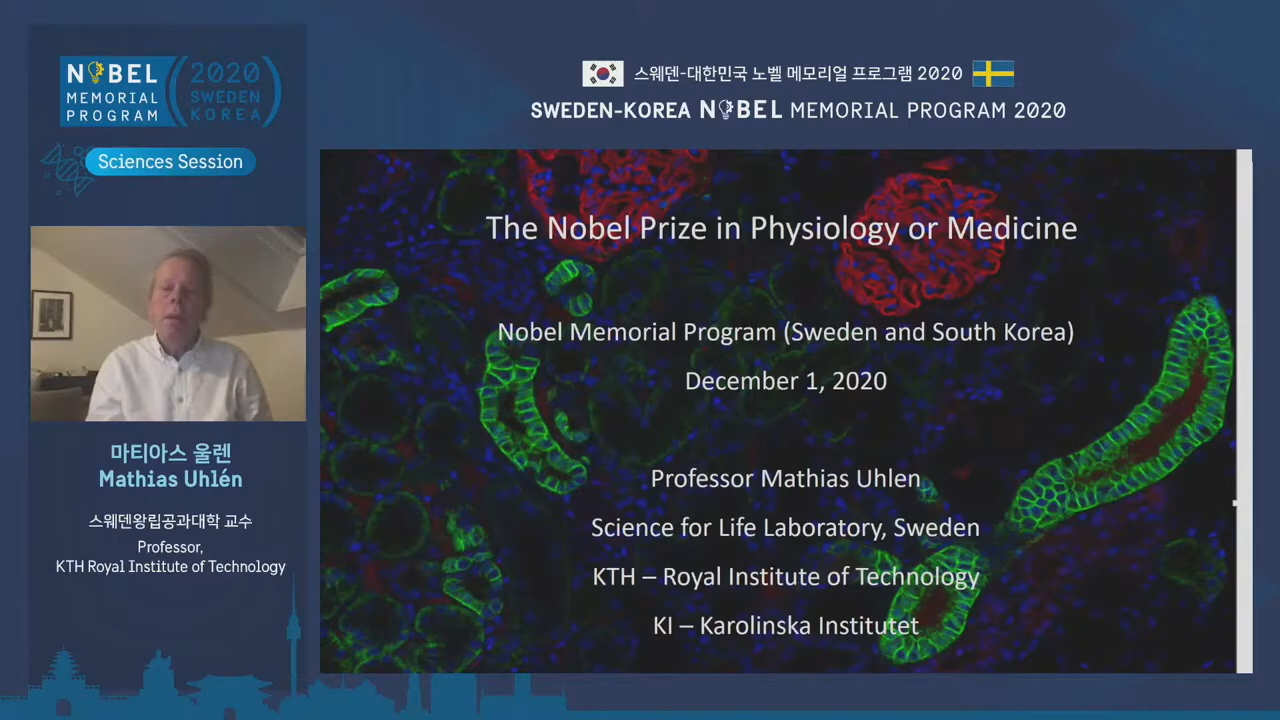 NOBEL
MEMORIAL
PROGRAM
2020
SWEDEN
KOREA
Sciences Session
마티아스 울렌
Mathias Uhlén
스웨덴왕립공과대학 교수
Professor,
KTH Royal Institute of Technology
스웨덴-대한민국 노벨 메모리얼 프로그램 2020
SWEDEN-KOREA NOBEL MEMORIAL PROGRAM 2020
The Nobel Prize in Physiology or Medicine
Nobel Memorial Program (Sweden and South Korea)
December 1, 2020
Professor Mathias Uhlen
Science for Life Laboratory, Sweden
KTH – Royal Institute of Technology
KI – Karolinska Institutet